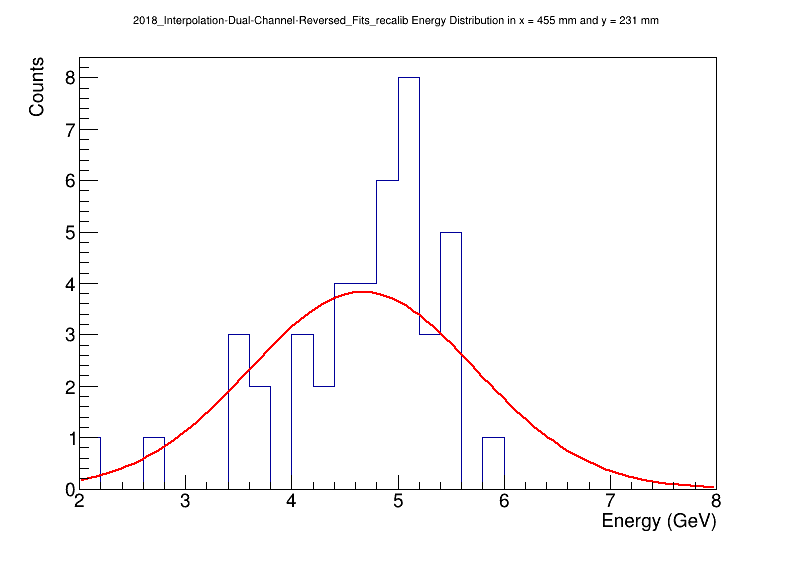 2018_Interpolation-Dual-Channel-Reversed_Fits_recalib Energy Distribution in x = 455 mm and y = 231 mm
Counts
8
7
6
5
4
3
2
1
0
2 3 4 5 6 7 8
Energy (GeV)